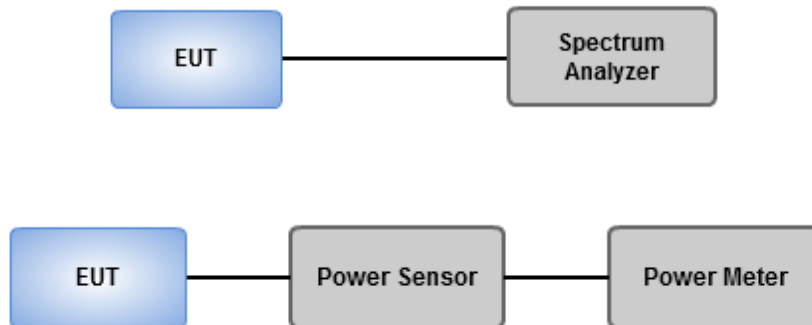 EUT
Spectrum
Analyzer
EUT
Power Sensor
Power Meter